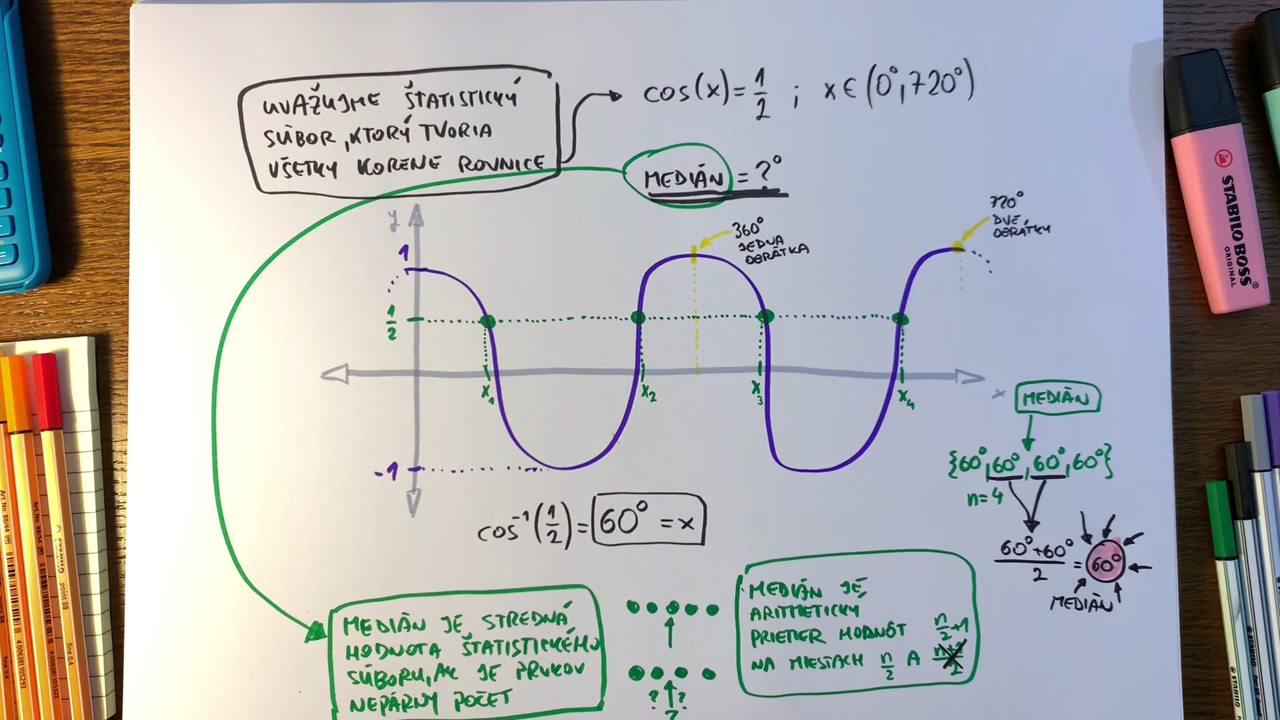 UVAŽUJME ŠTATISTICKÝ
SÚBOR, KTORÝ TVORIA
VŠETKY KORENE ROVNICE
cos(x) = 1/2 ; x ∈ (0°, 720°)
MEDIÁN = ?°
y
1
1/2
-1
360°
JEDNA
OBRÁTKA
720°
DVE
OBRÁTKY
x₁
x₂
x₃
x₄
x
cos⁻¹(1/2) = 60° = x
MEDIÁN
{60°, 60°, 60°, 60°}
n=4
(60°+60°)/2 = 60°
MEDIÁN
MEDIÁN JE STREDNÁ
HODNOTA ŠTATISTICKÉHO
SÚBORU, AK JE PRVKOV
NEPÁRNY POČET
? ?
?
MEDIÁN JE
ARITMETICKÝ
PRIEMER HODNÔT n/2+1
NA MIESTACH n/2 A
STABILO BOSS
ORIGINAL
point 88